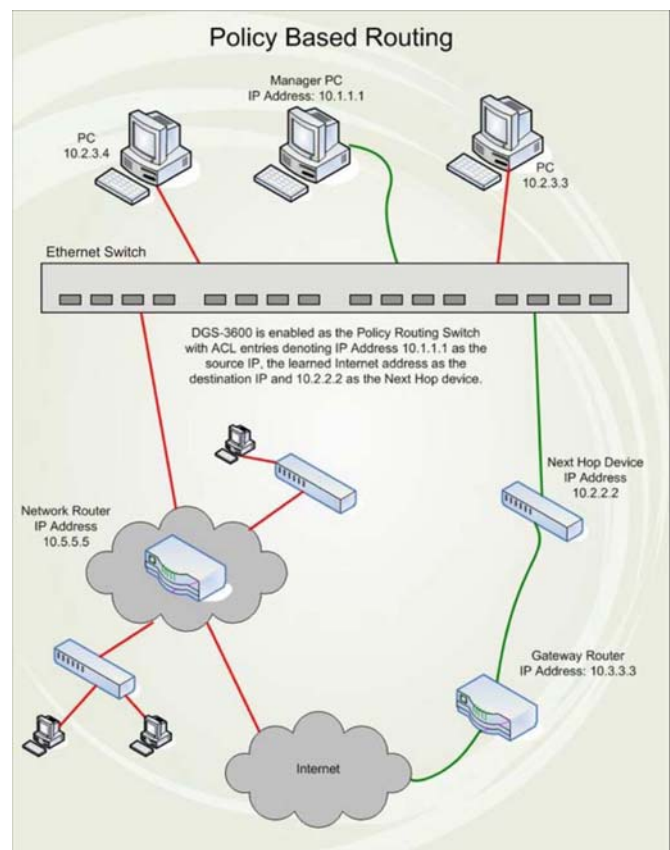 Policy Based Routing
Manager PC
IP Address: 10.1.1.1
PC
10.2.3.4
PC
10.2.3.3
Ethernet Switch
DGS-3600 is enabled as the Policy Routing Switch
with ACL entries denoting IP Address 10.1.1.1 as the
source IP, the learned Internet address as the
destination IP and 10.2.2.2 as the Next Hop device.
Next Hop Device
IP Address
10.2.2.2
Network Router
IP Address
10.5.5.5
Gateway Router
IP Address: 10.3.3.3
Internet